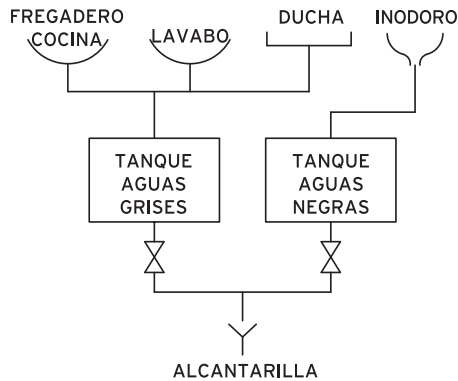 FREGADERO
COCINA
LAVABO
DUCHA
INODORO
TANQUE
AGUAS
GRISES
TANQUE
AGUAS
NEGRAS
ALCANTARILLA